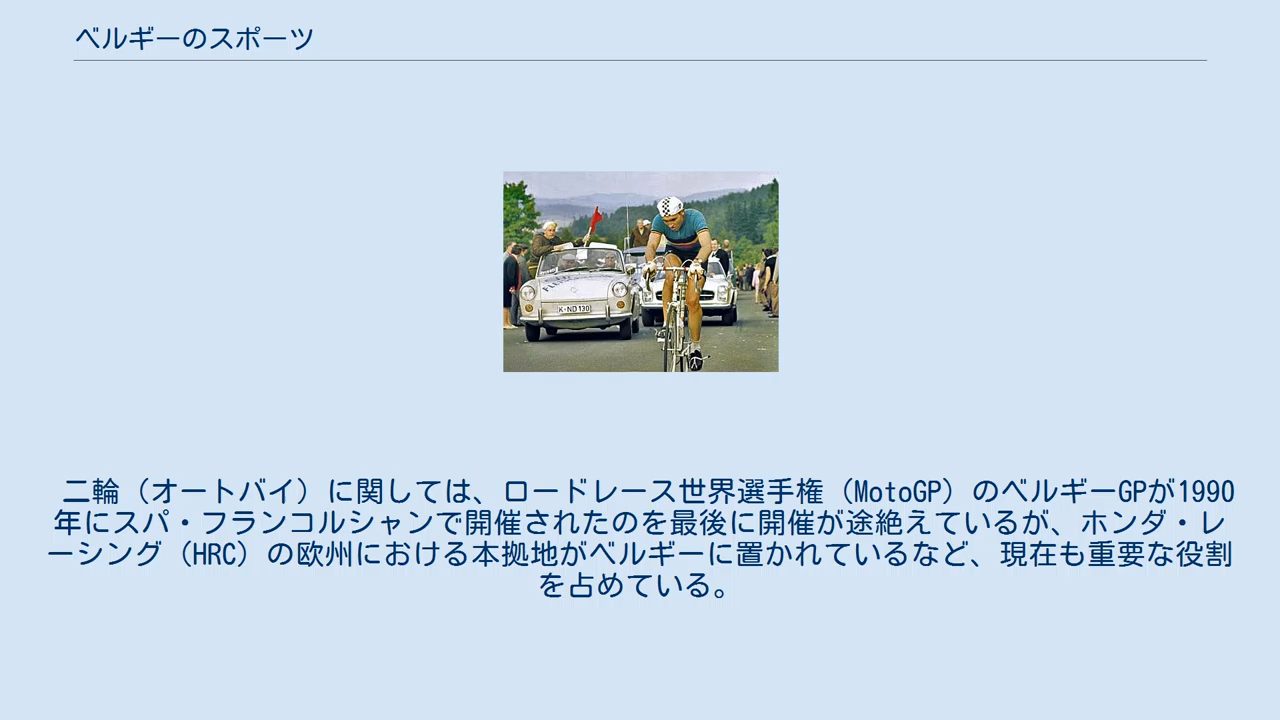 ベルギーのスポーツ
K-ND 130
二輪（オートバイ）に関しては、ロードレース世界選手権（MotoGP）のベルギーGPが1990
年にスパ・フランコルシャンで開催されたのを最後に開催が途絶えているが、ホンダ・レ
ーシング（HRC）の欧州における本拠地がベルギーに置かれているなど、現在も重要な役割
を占めている。